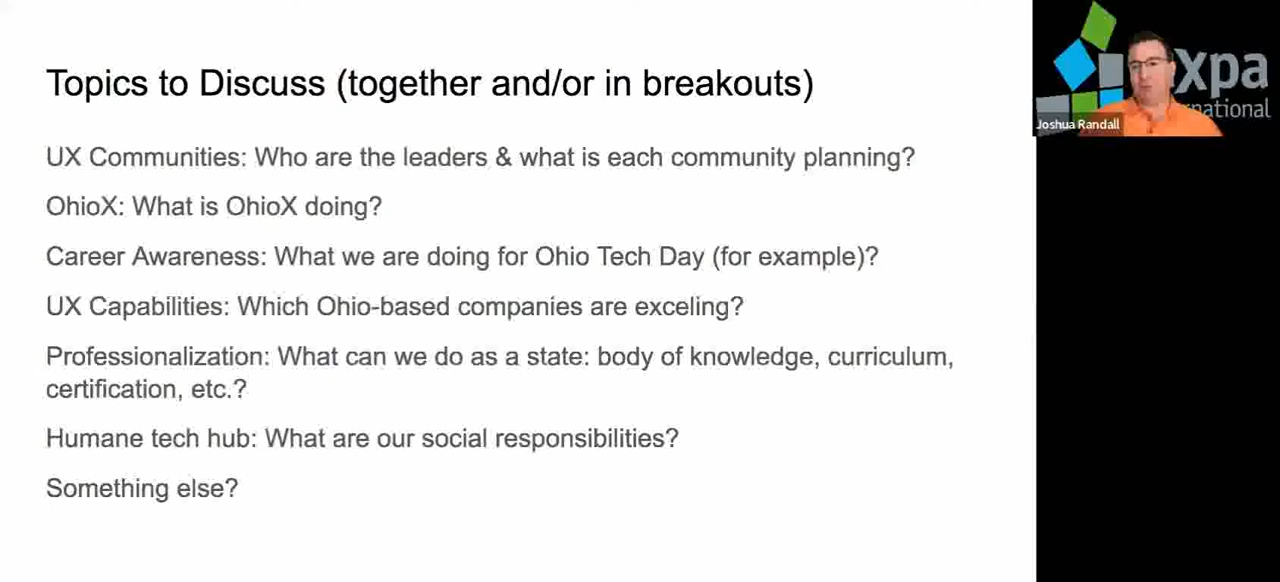 Topics to Discuss (together and/or in breakouts)
UX Communities: Who are the leaders & what is each community planning?
OhioX: What is OhioX doing?
Career Awareness: What we are doing for Ohio Tech Day (for example)?
UX Capabilities: Which Ohio-based companies are exceling?
Professionalization: What can we do as a state: body of knowledge, curriculum,
certification, etc.?
Humane tech hub: What are our social responsibilities?
Something else?
xpa
national
Joshua Randall